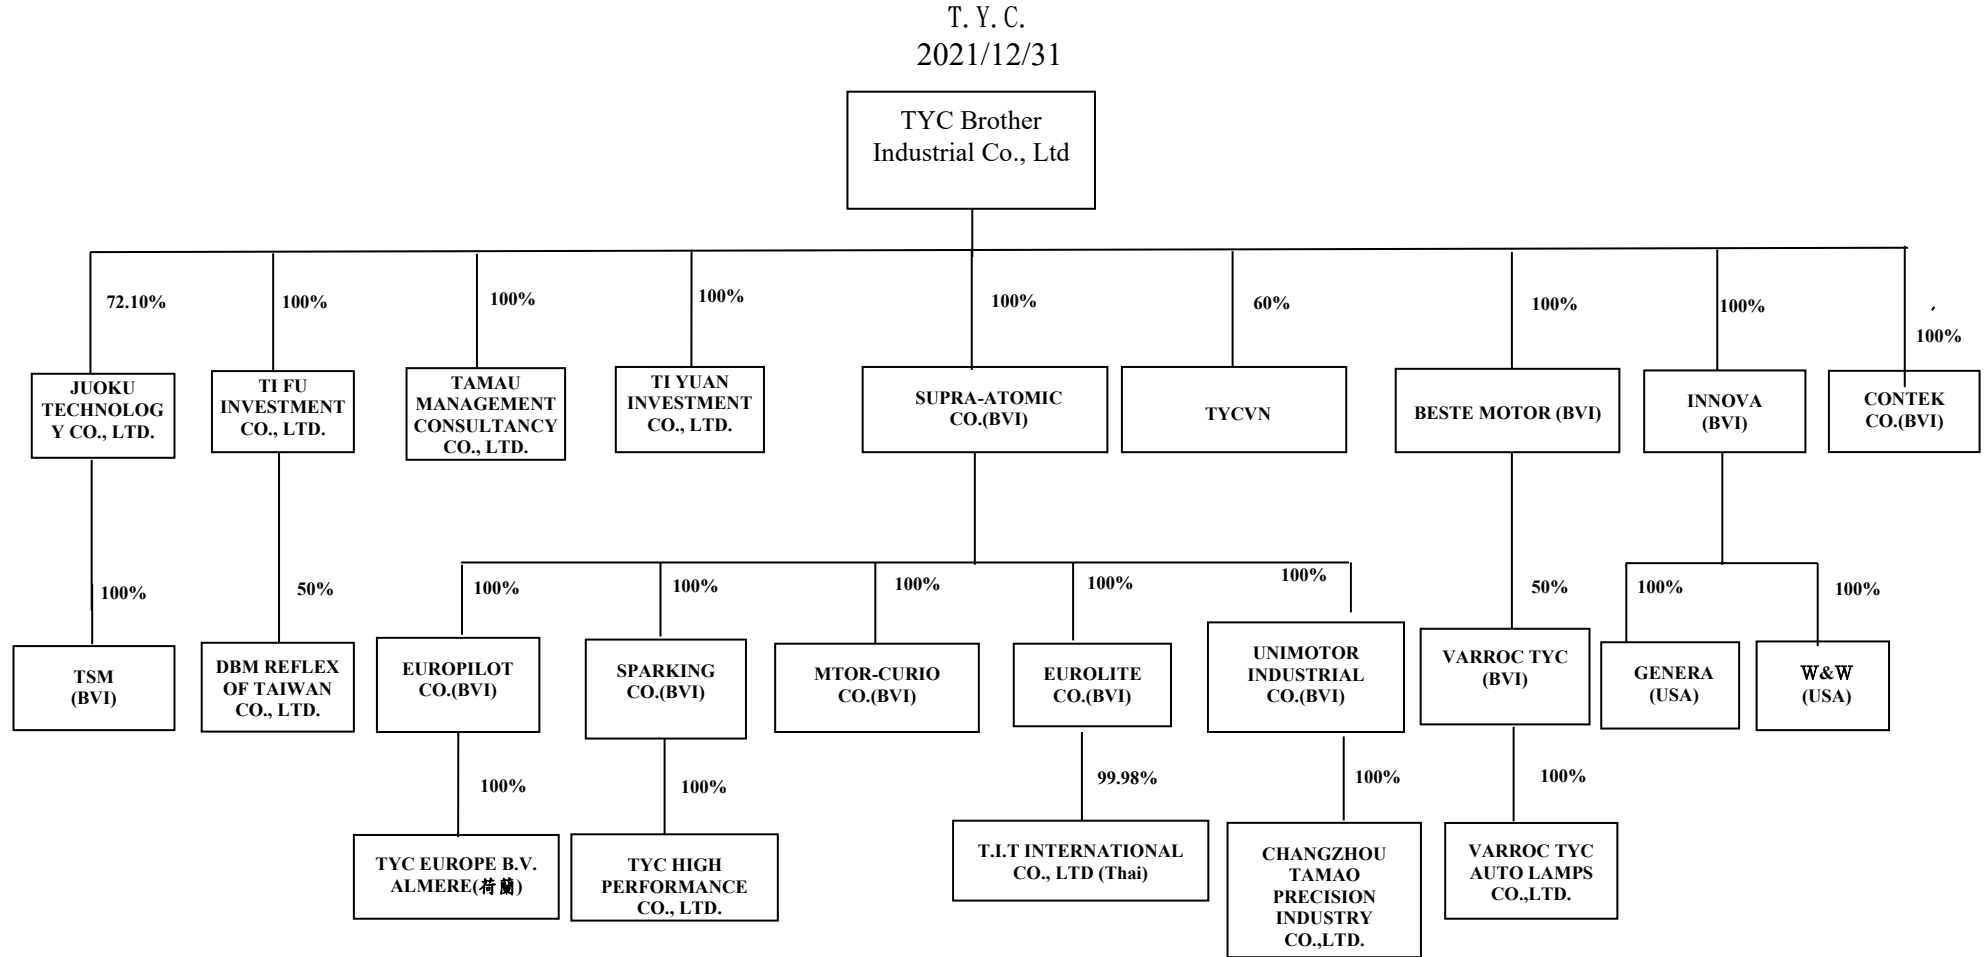 T.Y.C.
2021/12/31
TYC Brother
Industrial Co., Ltd
72.10%
100%
100%
100%
100%
60%
100%
100%
100%
JUOKU
TECHNOLOG
Y CO., LTD.
TI FU
INVESTMENT
CO., LTD.
TAMAU
MANAGEMENT
CONSULTANCY
CO., LTD.
TI YUAN
INVESTMENT
CO., LTD.
SUPRA-ATOMIC
CO.(BVI)
TYCVN
BESTE MOTOR (BVI)
INNOVA
(BVI)
CONTEK
CO.(BVI)
100%
50%
100%
100%
100%
100%
100%
50%
100%
100%
TSM
(BVI)
DBM REFLEX
OF TAIWAN
CO., LTD.
EUROPILOT
CO.(BVI)
SPARKING
CO.(BVI)
MTOR-CURIO
CO.(BVI)
EUROLITE
CO.(BVI)
UNIMOTOR
INDUSTRIAL
CO.(BVI)
VARROC TYC
(BVI)
GENERA
(USA)
W&W
(USA)
100%
100%
99.98%
100%
100%
TYC EUROPE B.V.
ALMERE(荷蘭)
TYC HIGH
PERFORMANCE
CO., LTD.
T.I.T INTERNATIONAL
CO., LTD (Thai)
CHANGZHOU
TAMAO
PRECISION
INDUSTRY
CO.,LTD.
VARROC TYC
AUTO LAMPS
CO.,LTD.